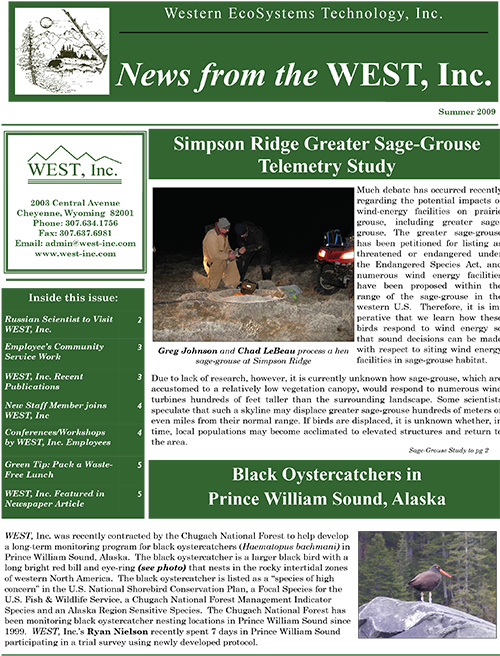 Western EcoSystems Technology, Inc.
News from the WEST, Inc.
Summer 2009
WEST, Inc.
2003 Central Avenue
Cheyenne, Wyoming 82001
Phone: 307.634.1756
Fax: 307.637.6981
Email: admin@west-inc.com
www.west-inc.com
Inside this issue:
Russian Scientist to Visit
WEST, Inc.
Employee's Community 3
Service Work
WEST, Inc. Recent 3
Publications
New Staff Member joins 4
WEST, Inc
Conferences/Workshops 4
by WEST, Inc. Employees
Green Tip: Pack a Waste- 5
Free Lunch
WEST, Inc. Featured in 5
Newspaper Article
Simpson Ridge Greater Sage-Grouse
Telemetry Study
Greg Johnson and Chad LeBeau process a hen
sage-grouse at Simpson Ridge
Much debate has occurred recently
regarding the potential impacts o
wind-energy facilities on prairie
grouse, including greater sage
grouse. The greater sage-grouse
has been petitioned for listing as
threatened or endangered under
the Endangered Species Act, and
numerous wind energy facilities
have been proposed within the
range of the sage-grouse in the
western U.S. Therefore, it is im-
perative that we learn how these
birds respond to wind energy so
that sound decisions can be made
with respect to siting wind energy
facilities in sage-grouse habitat.
Due to lack of research, however, it is currently unknown how sage-grouse, which are
accustomed to a relatively low vegetation canopy, would respond to numerous wind
turbines hundreds of feet taller than the surrounding landscape. Some scientists
speculate that such a skyline may displace greater sage-grouse hundreds of meters or
even miles from their normal range. If birds are displaced, it is unknown whether, in
time, local populations may become acclimated to elevated structures and return to
the area.
Sage-Grouse Study to pg 2
Black Oystercatchers in
Prince William Sound, Alaska
WEST, Inc. was recently contracted by the Chugach National Forest to help develop
a long-term monitoring program for black oystercatchers (Haematopus bachmani) in
Prince William Sound, Alaska. The black oystercatcher is a larger black bird with a
long bright red bill and eye-ring (see photo) that nests in the rocky intertidal zones
of western North America. The black oystercatcher is listed as a "species of high
concern" in the U.S. National Shorebird Conservation Plan, a Focal Species for the
U.S. Fish & Wildlife Service, a Chugach National Forest Management Indicator
Species and an Alaska Region Sensitive Species. The Chugach National Forest has
been monitoring black oystercatcher nesting locations in Prince William Sound since
1999. WEST, Inc.'s Ryan Nielson recently spent 7 days in Prince William Sound
participating in a trial survey using newly developed protocol.